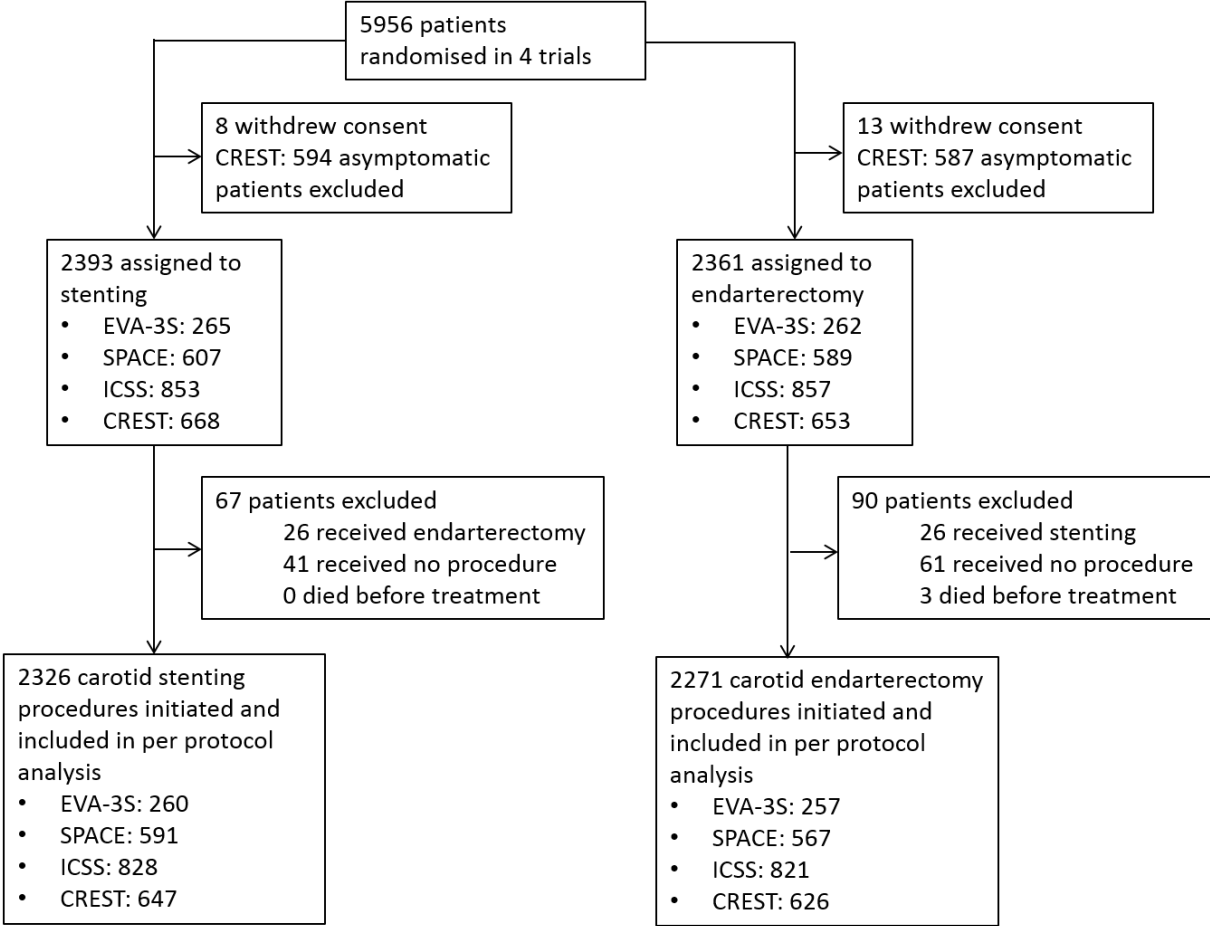 5956 patients
randomised in 4 trials
8 withdrew consent
CREST: 594 asymptomatic
patients excluded
13 withdrew consent
CREST: 587 asymptomatic
patients excluded
2393 assigned to
stenting
• EVA-3S: 265
• SPACE: 607
• ICSS: 853
• CREST: 668
2361 assigned to
endarterectomy
• EVA-3S: 262
• SPACE: 589
• ICSS: 857
• CREST: 653
67 patients excluded
26 received endarterectomy
41 received no procedure
0 died before treatment
90 patients excluded
26 received stenting
61 received no procedure
3 died before treatment
2326 carotid stenting
procedures initiated and
included in per protocol
analysis
• EVA-3S: 260
• SPACE: 591
• ICSS: 828
• CREST: 647
2271 carotid endarterectomy
procedures initiated and
included in per protocol
analysis
• EVA-3S: 257
• SPACE: 567
• ICSS: 821
• CREST: 626